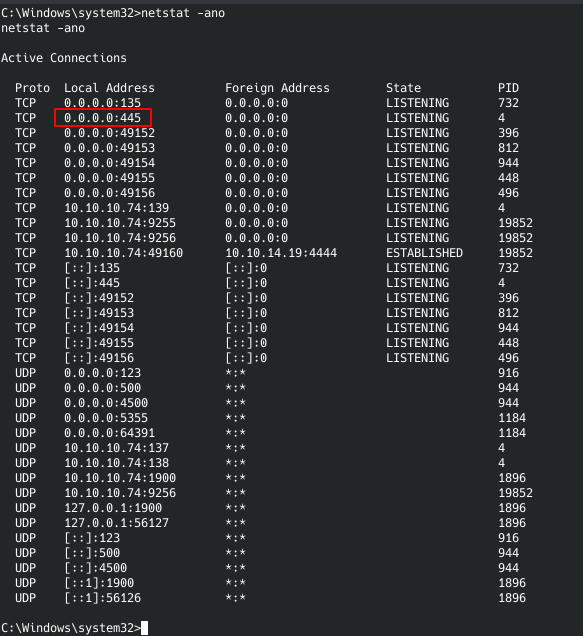 C:\Windows\system32>netstat -ano
netstat -ano
Active Connections
Proto Local Address Foreign Address State PID
TCP 0.0.0.0:135 0.0.0.0:0 LISTENING 732
TCP 0.0.0.0:445 0.0.0.0:0 LISTENING 4
TCP 0.0.0.0:49152 0.0.0.0:0 LISTENING 396
TCP 0.0.0.0:49153 0.0.0.0:0 LISTENING 812
TCP 0.0.0.0:49154 0.0.0.0:0 LISTENING 944
TCP 0.0.0.0:49155 0.0.0.0:0 LISTENING 448
TCP 0.0.0.0:49156 0.0.0.0:0 LISTENING 496
TCP 10.10.10.74:139 0.0.0.0:0 LISTENING 4
TCP 10.10.10.74:9255 0.0.0.0:0 LISTENING 19852
TCP 10.10.10.74:9256 0.0.0.0:0 LISTENING 19852
TCP 10.10.10.74:49160 10.10.14.19:4444 ESTABLISHED 19852
TCP [::]:135 [::]:0 LISTENING 732
TCP [::]:445 [::]:0 LISTENING 4
TCP [::]:49152 [::]:0 LISTENING 396
TCP [::]:49153 [::]:0 LISTENING 812
TCP [::]:49154 [::]:0 LISTENING 944
TCP [::]:49155 [::]:0 LISTENING 448
TCP [::]:49156 [::]:0 LISTENING 496
UDP 0.0.0.0:123 *:* 916
UDP 0.0.0.0:500 *:* 944
UDP 0.0.0.0:4500 *:* 944
UDP 0.0.0.0:5355 *:* 1184
UDP 0.0.0.0:64391 *:* 1184
UDP 10.10.10.74:137 *:* 4
UDP 10.10.10.74:138 *:* 4
UDP 10.10.10.74:1900 *:* 1896
UDP 10.10.10.74:9256 *:* 19852
UDP 127.0.0.1:1900 *:* 1896
UDP 127.0.0.1:56127 *:* 1896
UDP [::]:123 *:* 916
UDP [::]:500 *:* 944
UDP [::]:4500 *:* 944
UDP [::1]:1900 *:* 1896
UDP [::1]:56126 *:* 1896
C:\Windows\system32>